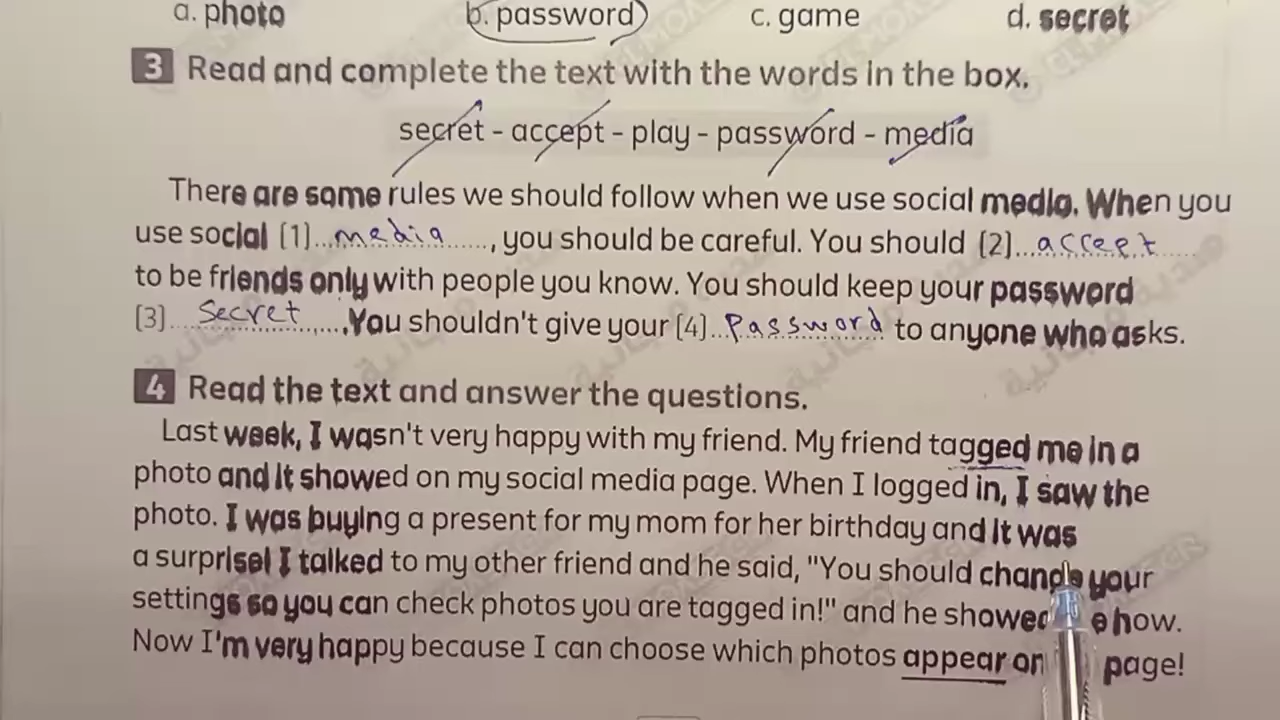 a. photo b. password c. game d. secret
3 Read and complete the text with the words in the box.
secret - accept - play - password - media
There are some rules we should follow when we use social media. When you
use social (1) media, you should be careful. You should (2) accept
to be friends only with people you know. You should keep your password
(3) Secret. You shouldn't give your (4) Password to anyone who asks.
4 Read the text and answer the questions.
Last week, I wasn't very happy with my friend. My friend tagged me in a
photo and it showed on my social media page. When I logged in, I saw the
photo. I was buying a present for my mom for her birthday and it was
a surprise! I talked to my other friend and he said, "You should change your
settings so you can check photos you are tagged in!" and he showed how.
Now I'm very happy because I can choose which photos appear on page!